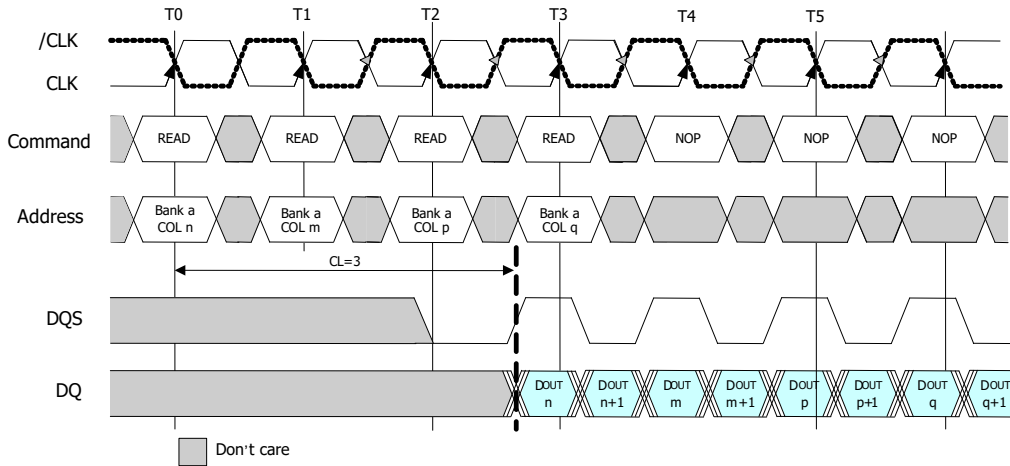 T0 T1 T2 T3 T4 T5
/CLK
CLK
Command READ READ READ READ NOP NOP NOP
Address Bank a COL n Bank a COL m Bank a COL p Bank a COL q
CL=3
DQS
DQ DOUT n DOUT n+1 DOUT m DOUT m+1 DOUT p DOUT p+1 DOUT q DOUT q+1
Don't care